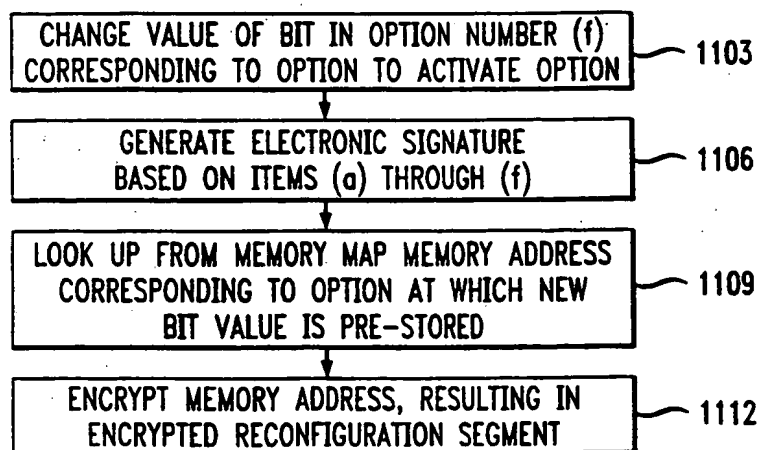 CHANGE VALUE OF BIT IN OPTION NUMBER (f)
CORRESPONDING TO OPTION TO ACTIVATE OPTION
1103
GENERATE ELECTRONIC SIGNATURE
BASED ON ITEMS (a) THROUGH (f)
1106
LOOK UP FROM MEMORY MAP MEMORY ADDRESS
CORRESPONDING TO OPTION AT WHICH NEW
BIT VALUE IS PRE-STORED
1109
ENCRYPT MEMORY ADDRESS, RESULTING IN
ENCRYPTED RECONFIGURATION SEGMENT
1112